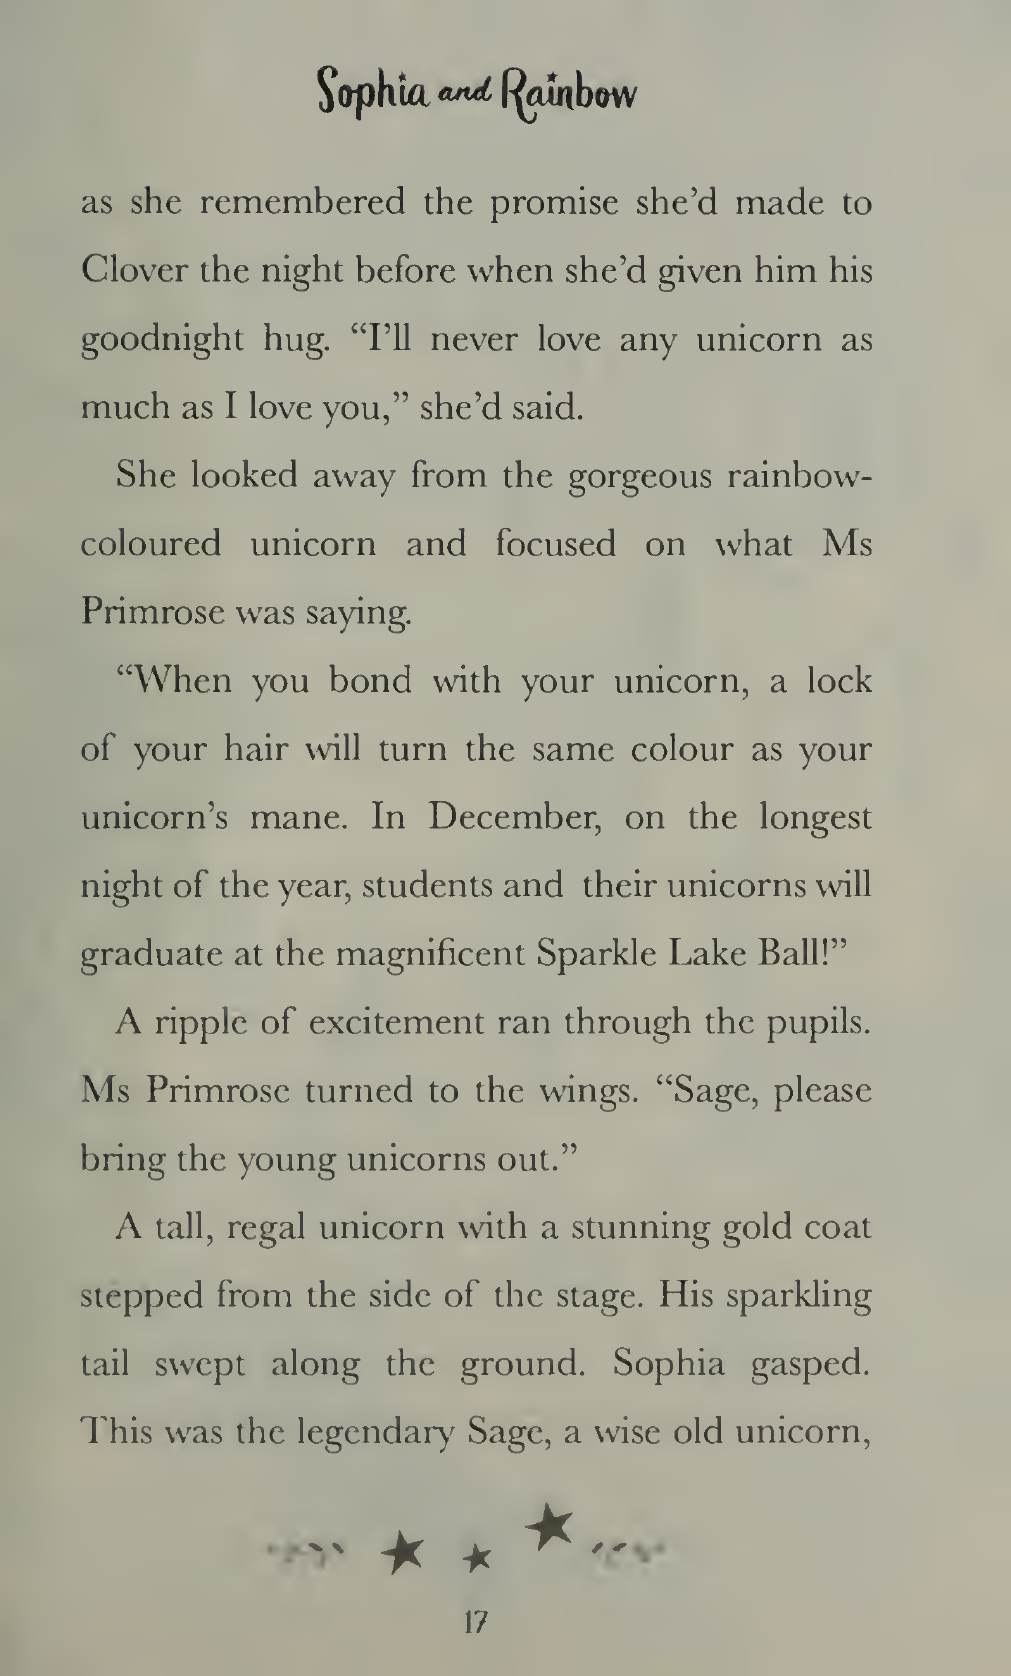 Sophia and Rainbow
as she remembered the promise she’d made to
Clover the night before when she’d given him his
goodnight hug. “I’ll never love any unicorn as
much as I love you,” she’d said.
She looked away from the gorgeous rainbow-
coloured unicorn and focused on what Ms
Primrose was saying.
“When you bond with your unicorn, a lock
of your hair will turn the same colour as your
unicorn’s mane. In December, on the longest
night of the year, students and their unicorns will
graduate at the magnificent Sparkle Lake Ball!”
A ripple of excitement ran through the pupils.
Ms Primrose turned to the wings. “Sage, please
bring the young unicorns out.”
A tall, regal unicorn with a stunning gold coat
stepped from the side of the stage. His sparkling
tail swept along the ground. Sophia gasped.
This was the legendary Sage, a wise old unicorn,
17